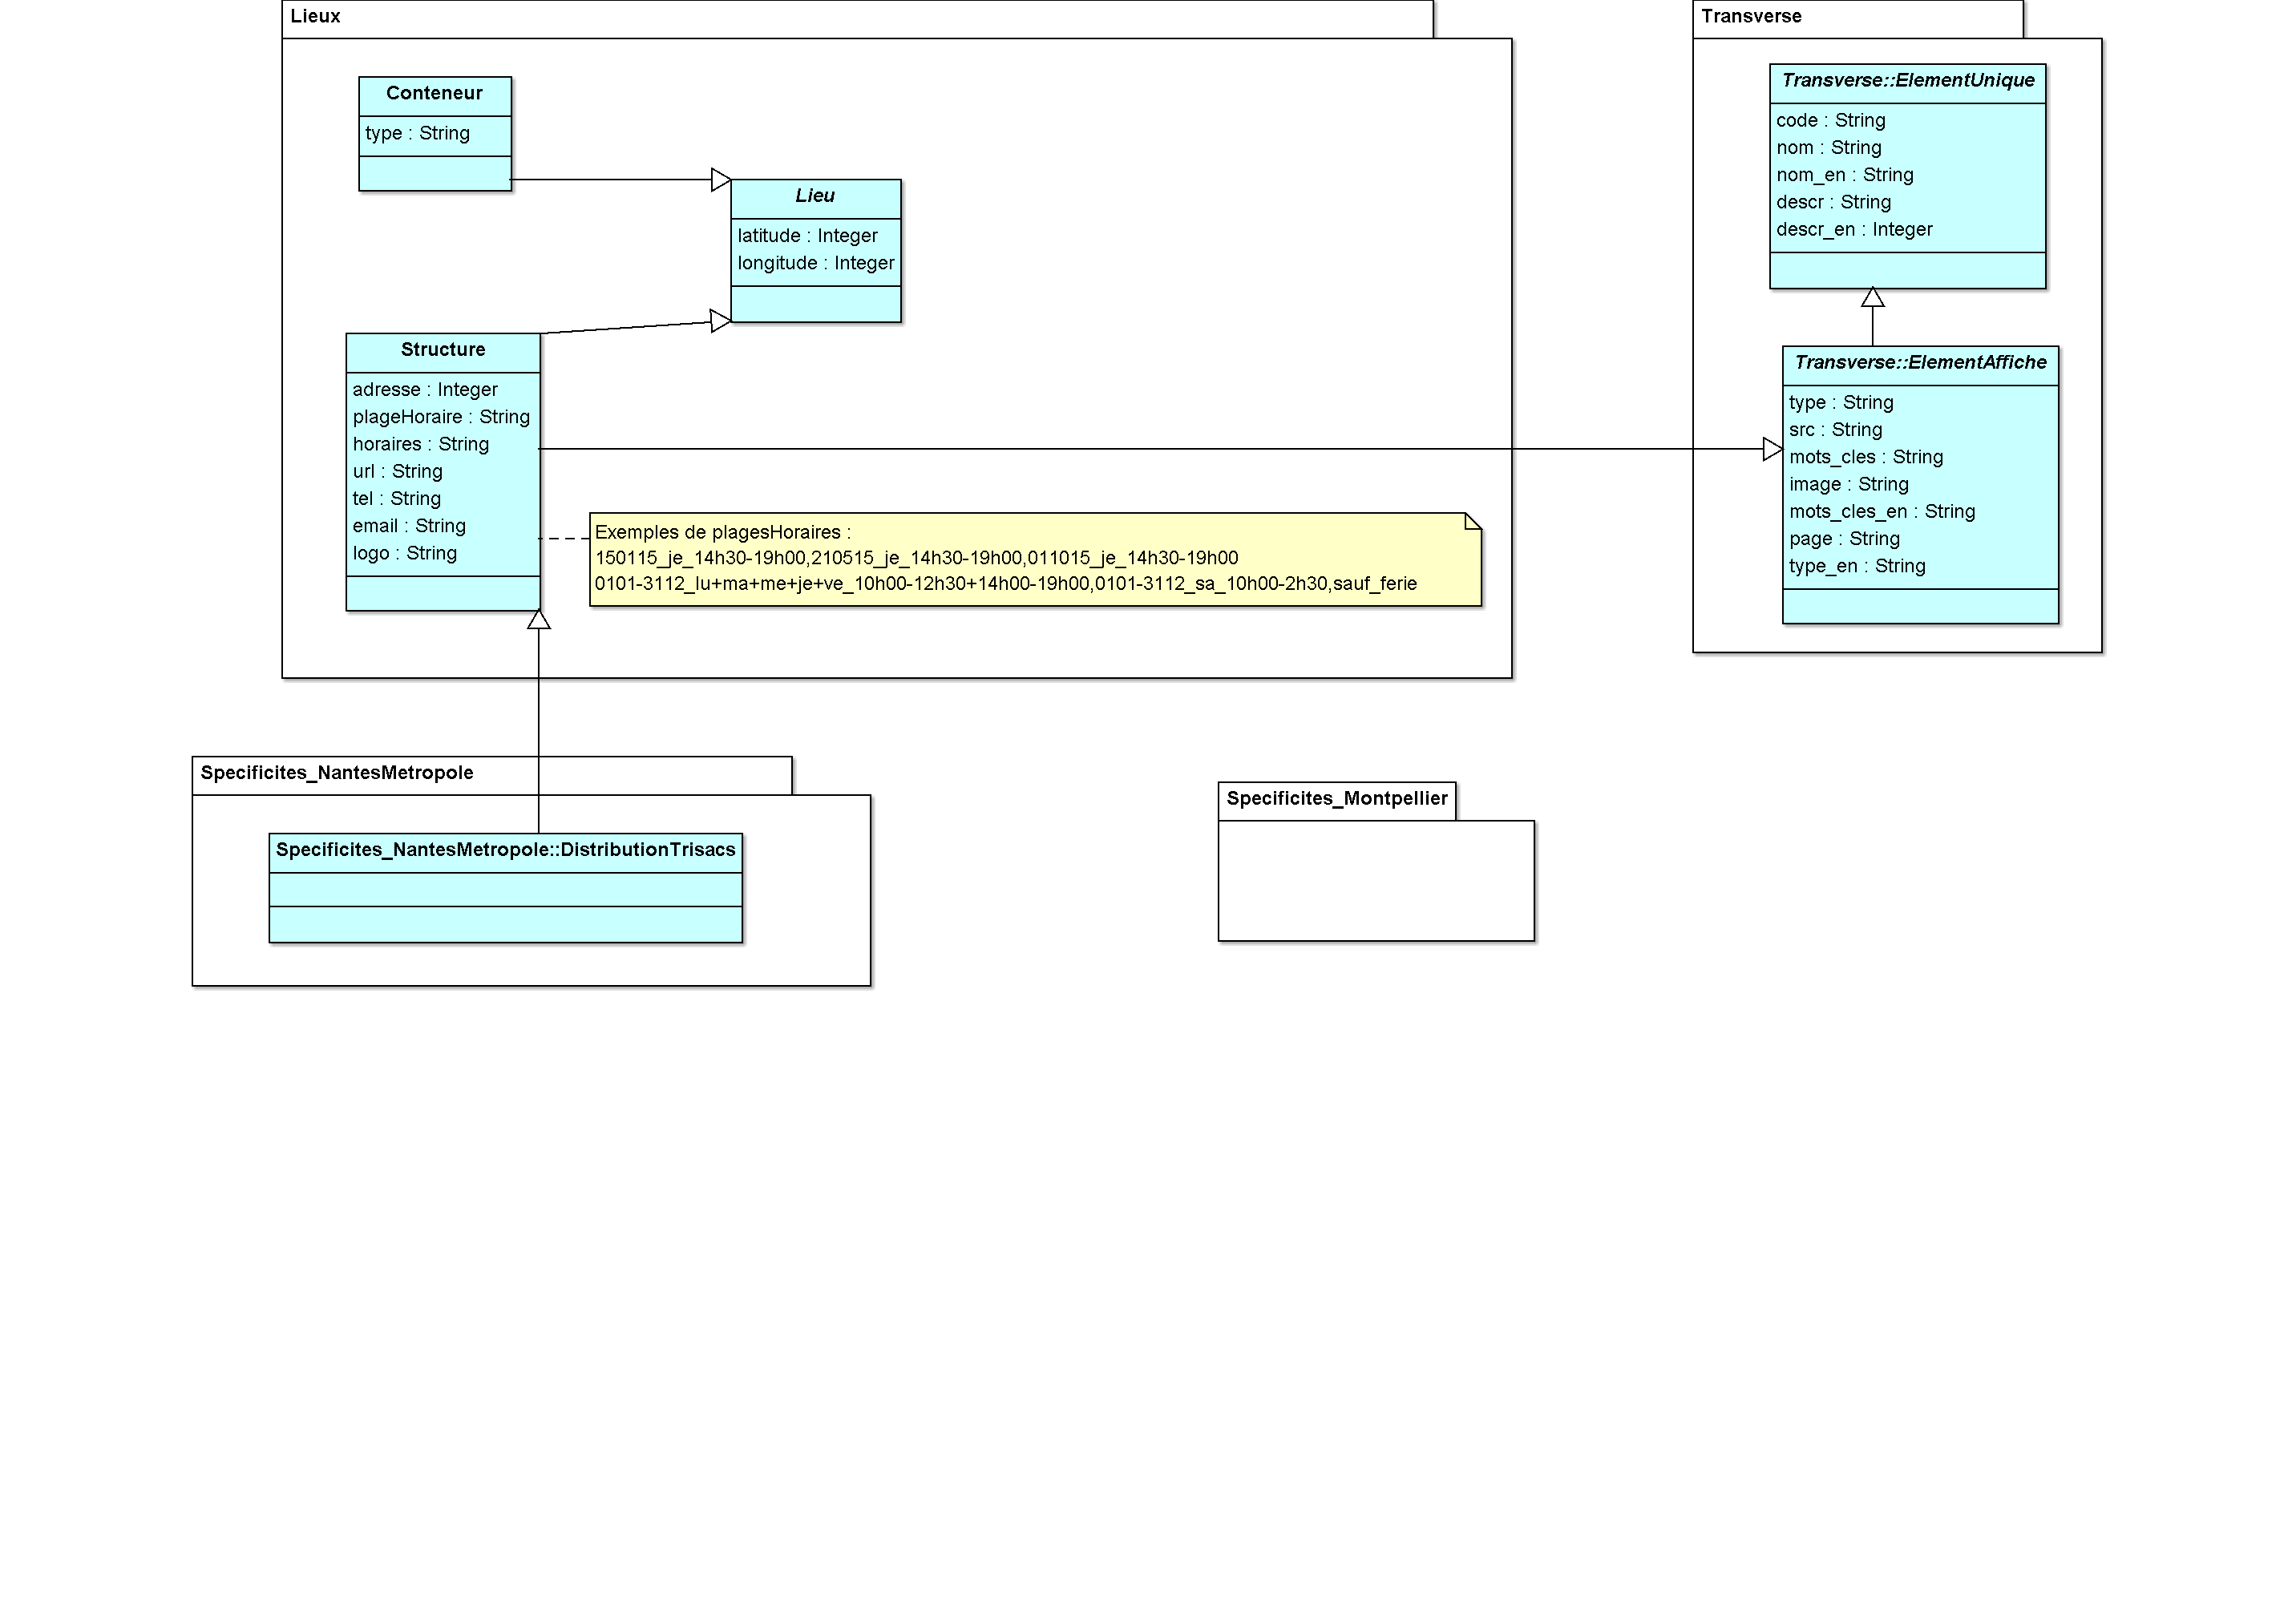 Lieux
Conteneur
type : String
Lieu
latitude : Integer
longitude : Integer
Structure
adresse : Integer
plageHoraire : String
horaires : String
url : String
tel : String
email : String
logo : String
Exemples de plagesHoraires :
150115_je_14h30-19h00,210515_je_14h30-19h00,011015_je_14h30-19h00
0101-3112_lu+ma+me+je+ve_10h00-12h30+14h00-19h00,0101-3112_sa_10h00-2h30,sauf_ferie
Transverse
Transverse::ElementUnique
code : String
nom : String
nom_en : String
descr : String
descr_en : Integer
Transverse::ElementAffiche
type : String
src : String
mots_cles : String
image : String
mots_cles_en : String
page : String
type_en : String
Specificites_NantesMetropole
Specificites_NantesMetropole::DistributionTrisacs
Specificites_Montpellier